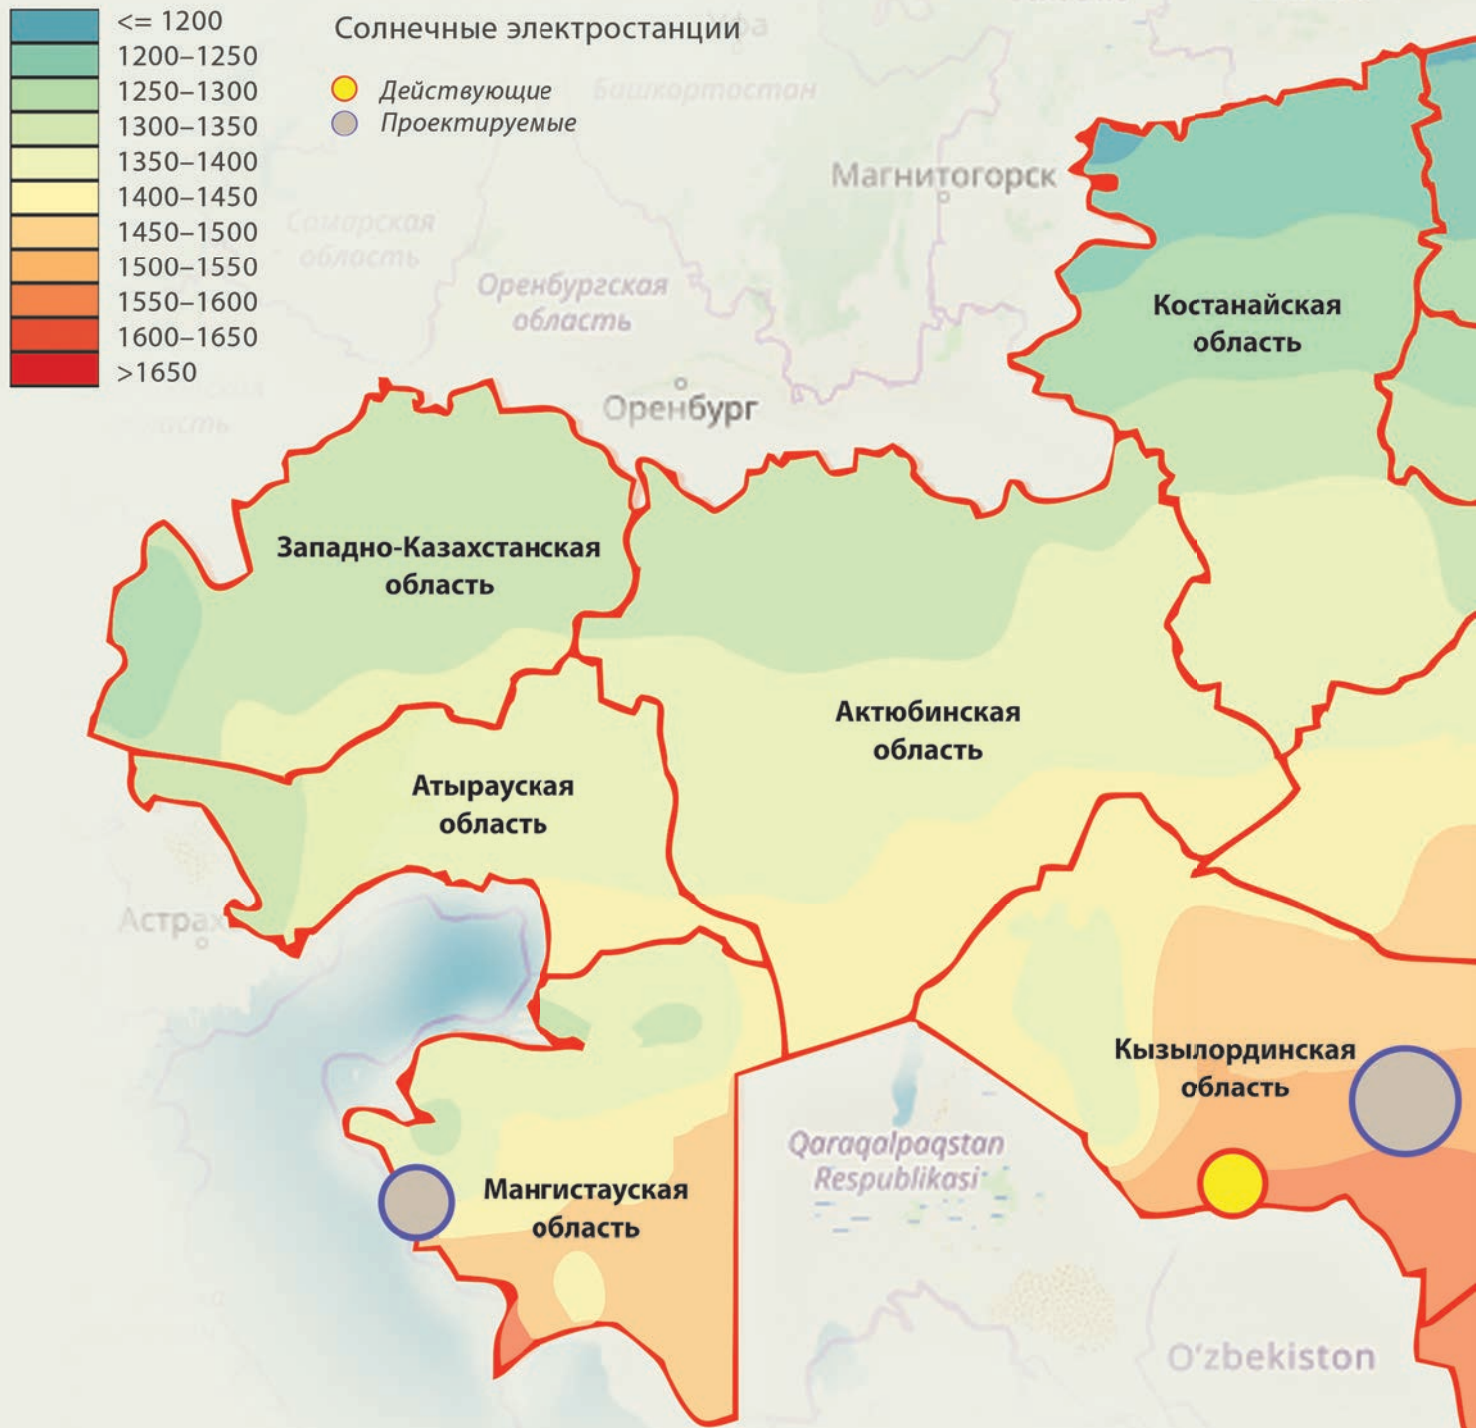 <= 1200
1200–1250
1250–1300
1300–1350
1350–1400
1400–1450
1450–1500
1500–1550
1550–1600
1600–1650
>1650
Солнечные электростанции
Действующие
Проектируемые
Башкортостан
Магнитогорск
Самарская
область
Оренбургская
область
Костанайская
область
Оренбург
Западно-Казахстанская
область
Актюбинская
область
Атырауская
область
Астрах
Кызылординская
область
Qaraqalpaqstan
Respublikasi
Мангистауская
область
O‘zbekiston